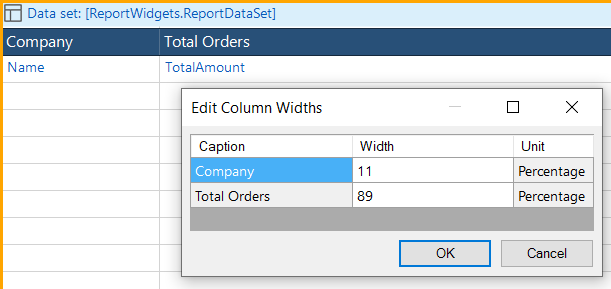 Data set: [ReportWidgets.ReportDataSet]
Company Total Orders
Name TotalAmount
Edit Column Widths
Caption Width Unit
Company 11 Percentage
Total Orders 89 Percentage
OK Cancel